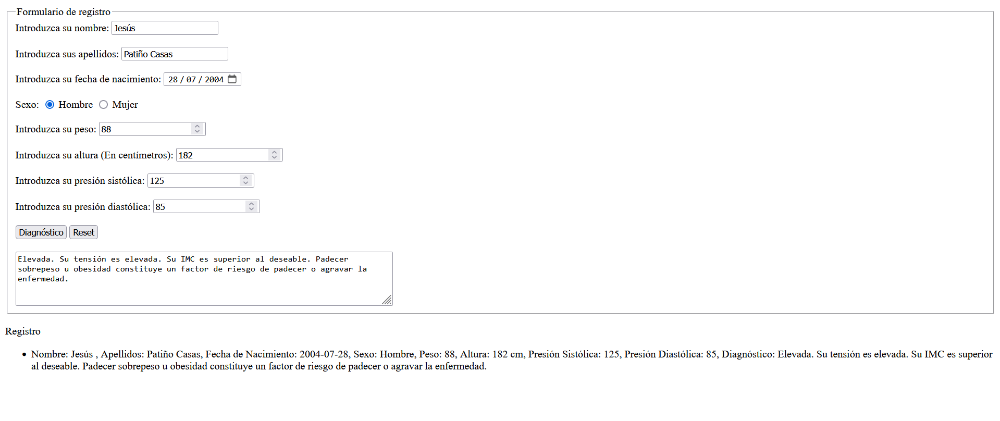 Formulario de registro
Introduzca su nombre: Jesús
Introduzca sus apellidos: Patiño Casas
Introduzca su fecha de nacimiento: 28 / 07 / 2004
Sexo: Hombre Mujer
Introduzca su peso: 88
Introduzca su altura (En centímetros): 182
Introduzca su presión sistólica: 125
Introduzca su presión diastólica: 85
Diagnóstico Reset
Elevada. Su tensión es elevada. Su IMC es superior al deseable. Padecer
sobrepeso u obesidad constituye un factor de riesgo de padecer o agravar la
enfermedad.
Registro
• Nombre: Jesús , Apellidos: Patiño Casas, Fecha de Nacimiento: 2004-07-28, Sexo: Hombre, Peso: 88, Altura: 182 cm, Presión Sistólica: 125, Presión Diastólica: 85, Diagnóstico: Elevada. Su tensión es elevada. Su IMC es superior
al deseable. Padecer sobrepeso u obesidad constituye un factor de riesgo de padecer o agravar la enfermedad.